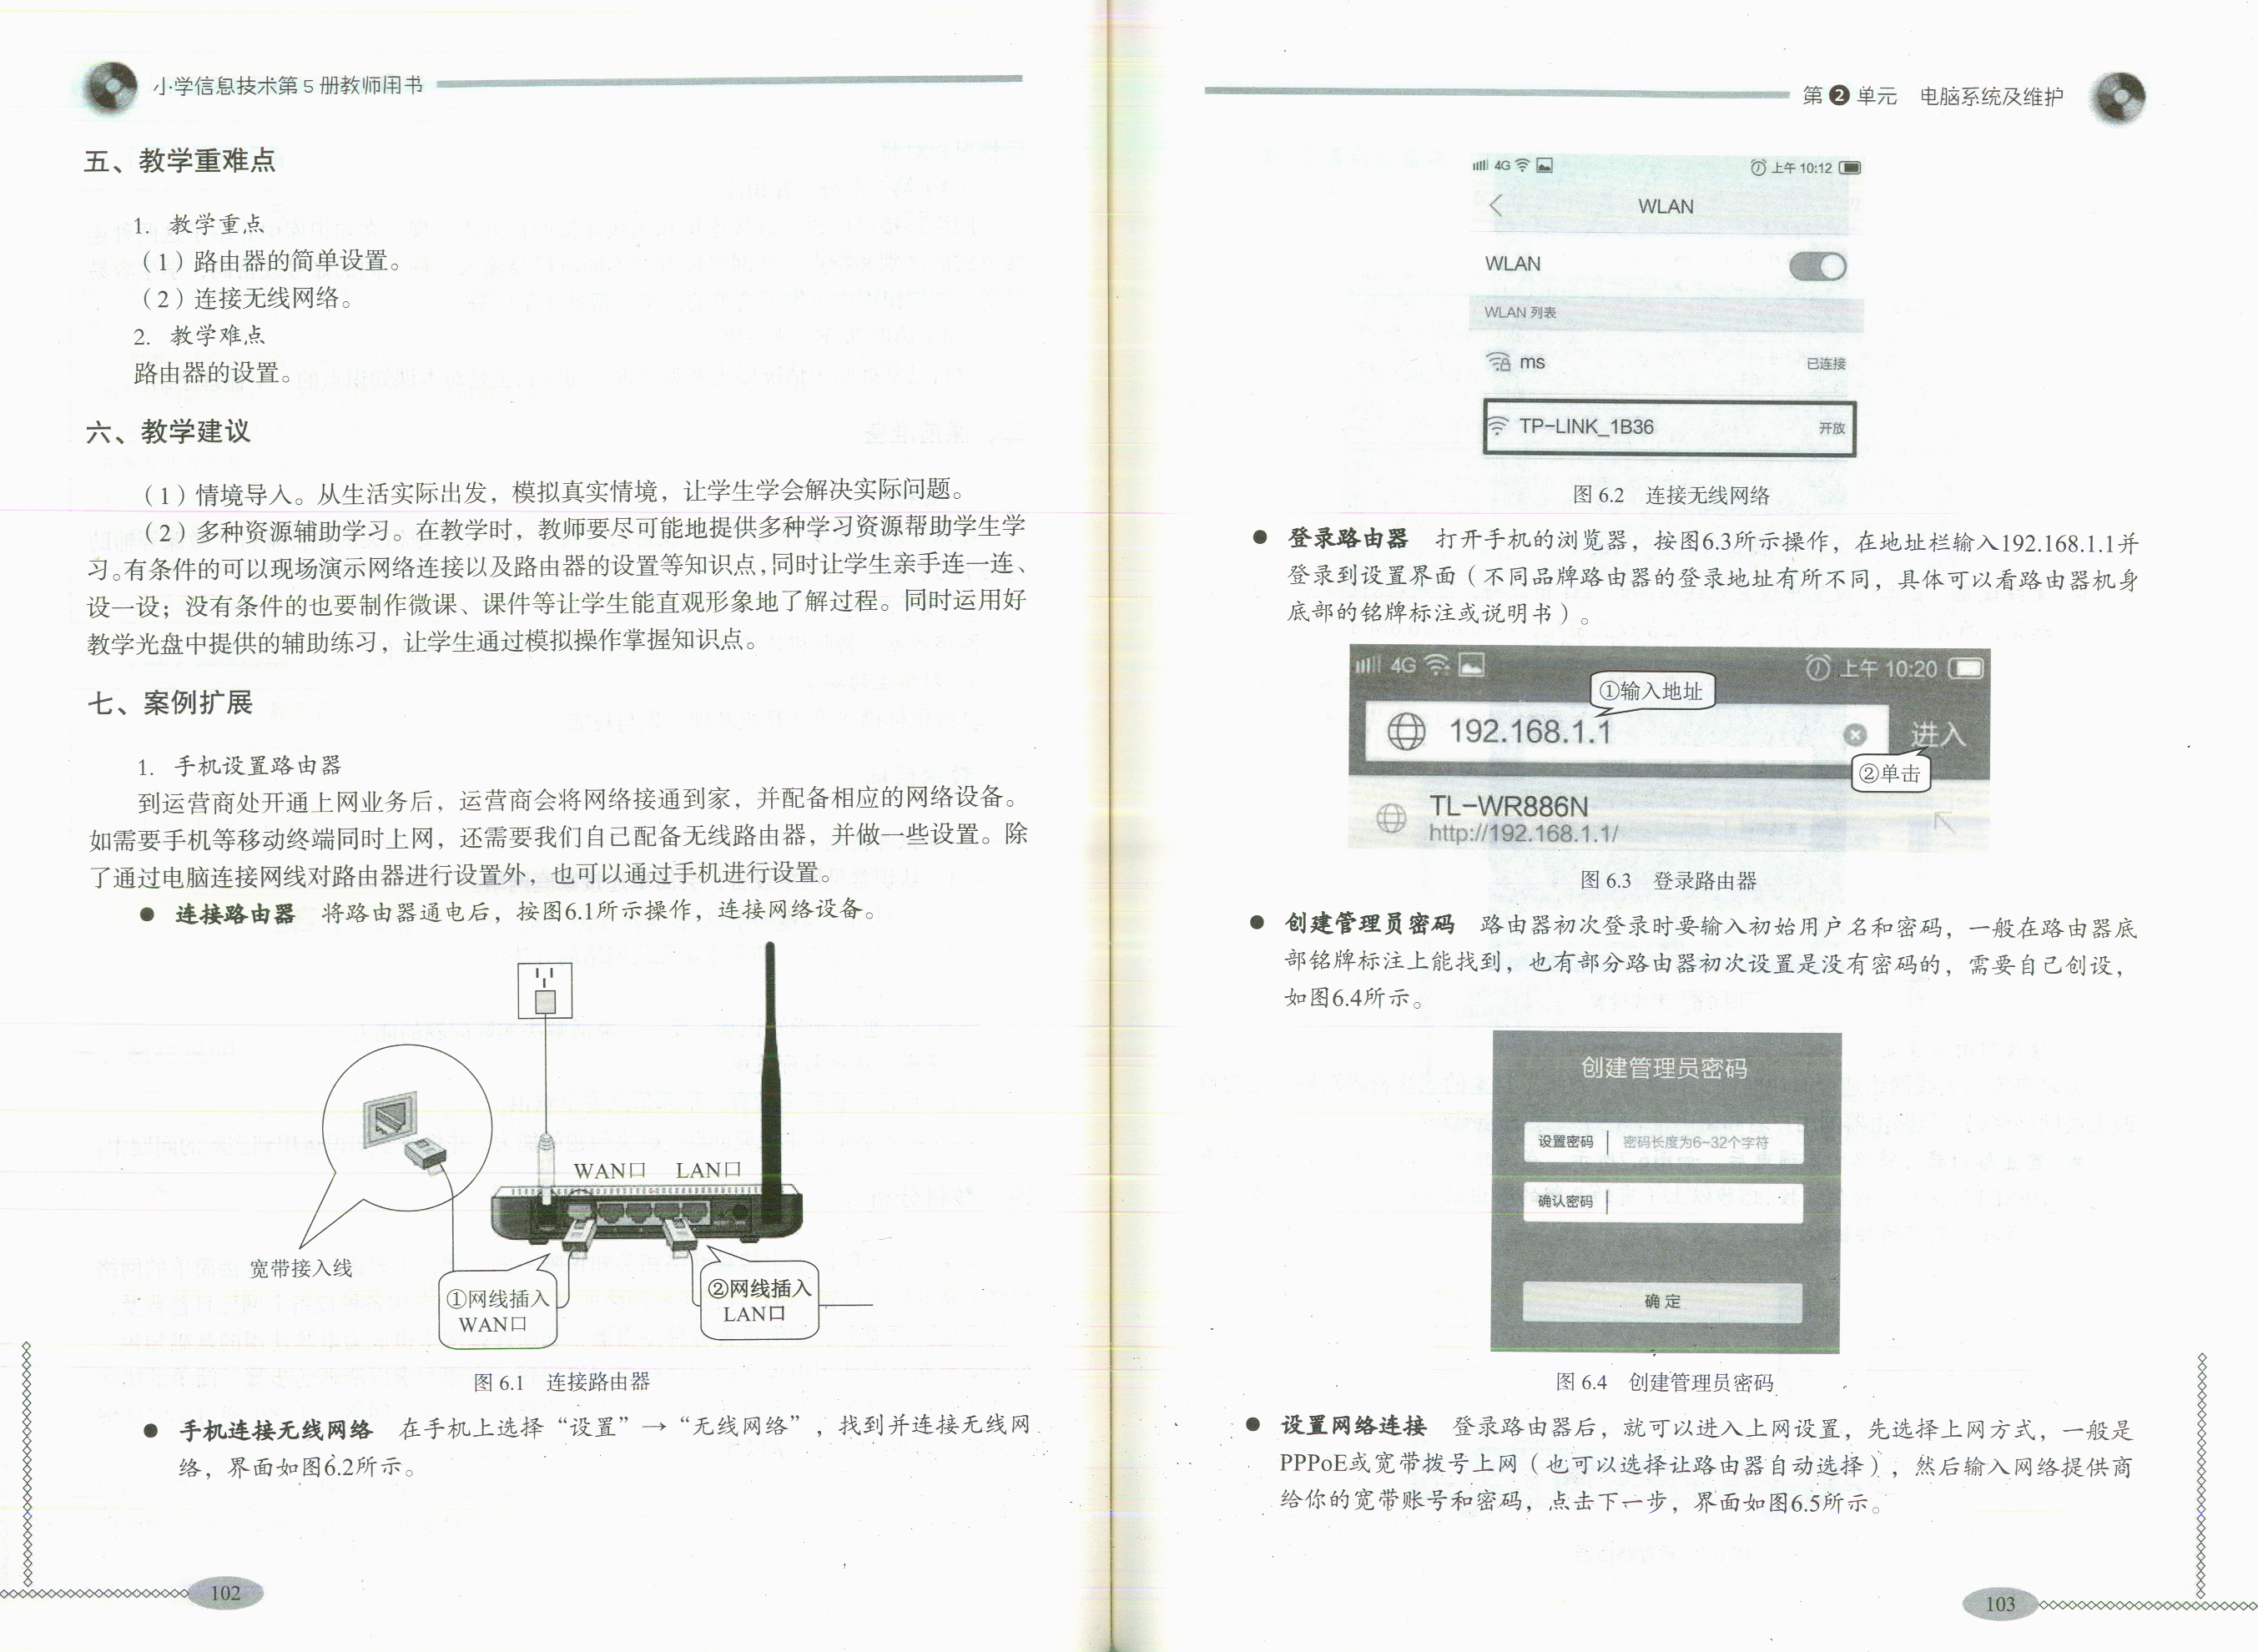 小学信息技术第5册教师用书
五、教学重难点
1. 教学重点
（1）路由器的简单设置。
（2）连接无线网络。
2. 教学难点
路由器的设置。
六、教学建议
（1）情境导入。从生活实际出发，模拟真实情境，让学生学会解决实际问题。
（2）多种资源辅助学习。在教学时，教师要尽可能地提供多种学习资源帮助学生学
习。有条件的可以现场演示网络连接以及路由器的设置等知识点，同时让学生亲手连一连、
设一设；没有条件的也要制作微课、课件等让学生能直观形象地了解过程。同时运用好
教学光盘中提供的辅助练习，让学生通过模拟操作掌握知识点。
七、案例扩展
1. 手机设置路由器
到运营商处开通上网业务后，运营商会将网络接通到家，并配备相应的网络设备。
如需要手机等移动终端同时上网，还需要我们自己配备无线路由器，并做一些设置。除
了通过电脑连接网线对路由器进行设置外，也可以通过手机进行设置。
● 连接路由器 将路由器通电后，按图6.1所示操作，连接网络设备。
WAN口 LAN口
宽带接入线
①网线插入
WAN口
②网线插入
LAN口
图 6.1 连接路由器
● 手机连接无线网络 在手机上选择“设置”→“无线网络”，找到并连接无线网
络，界面如图6.2所示。
102
第2单元 电脑系统及维护
4G 上午 10:12
WLAN
WLAN
WLAN 列表
ms 已连接
TP-LINK_1B36 开放
图 6.2 连接无线网络
● 登录路由器 打开手机的浏览器，按图6.3所示操作，在地址栏输入192.168.1.1并
登录到设置界面（不同品牌路由器的登录地址有所不同，具体可以看路由器机身
底部的铭牌标注或说明书）。
4G 上午 10:20
①输入地址
192.168.1.1 进入
②单击
TL-WR886N
http://192.168.1.1/
图 6.3 登录路由器
● 创建管理员密码 路由器初次登录时要输入初始用户名和密码，一般在路由器底
部铭牌标注上能找到，也有部分路由器初次设置是没有密码的，需要自己创设，
如图6.4所示。
创建管理员密码
设置密码 密码长度为6-32个字符
确认密码
确 定
图 6.4 创建管理员密码
● 设置网络连接 登录路由器后，就可以进入上网设置，先选择上网方式，一般是
PPPoE或宽带拨号上网（也可以选择让路由器自动选择），然后输入网络提供商
给你的宽带账号和密码，点击下一步，界面如图6.5所示。
103